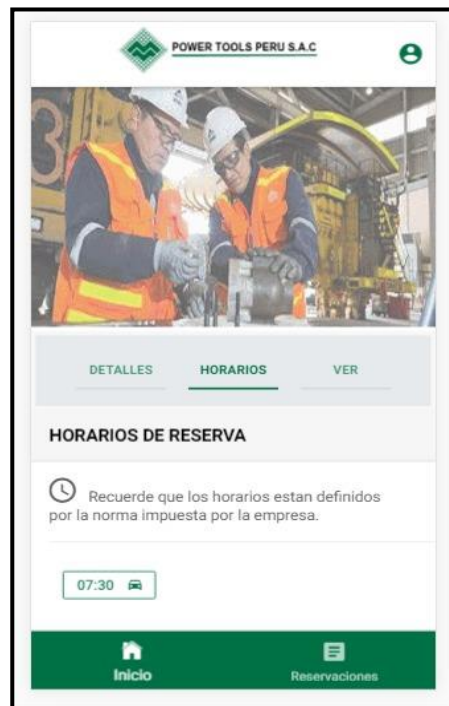 POWER TOOLS PERU S.A.C
DETALLES
HORARIOS
VER
HORARIOS DE RESERVA
Recuerde que los horarios estan definidos
por la norma impuesta por la empresa.
07:30
Inicio
Reservaciones